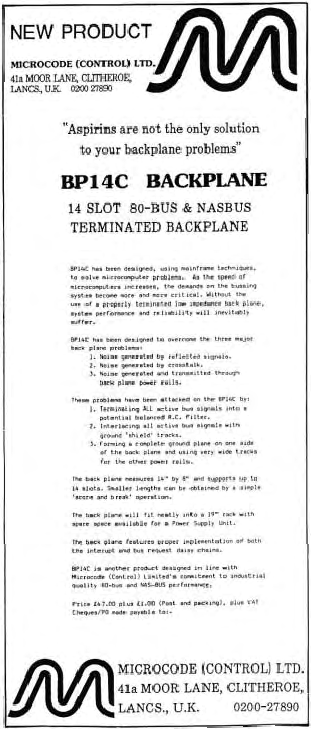 NEW PRODUCT
MICROCODE (CONTROL) LTD.
41a MOOR LANE, CLITHEROE,
LANCS., U.K. 0200 27890
"Aspirins are not the only solution
to your backplane problems"
BP14C BACKPLANE
14 SLOT 80-BUS & NASBUS
TERMINATED BACKPLANE
BP14C has been designed, using mainframe techniques,
to solve microcomputer problems. As the speed of
microcomputers increases, the demands on the bussing
system become more and more critical. Without the
use of a properly terminated low impedance back plane,
system performance and reliability will inevitably
suffer.
BP14C has been designed to overcome the three major
back plane problems:
1. Noise generated by reflected signals.
2. Noise generated by crosstalk.
3. Noise generated and transmitted through
back plane power rails.
These problems have been attacked on the BP14C by:
1. Terminating ALL active bus signals into a
potential balanced R.C. Filter.
2. Interlacing all active bus signals with
ground 'shield' tracks.
3. Forming a complete ground plane on one side
of the back plane and using very wide tracks
for the other power rails.
The back plane measures 14" by 8" and supports up to
14 slots. Smaller lengths can be obtained by a simple
'score and break' operation.
The back plane will fit neatly into a 19" rack with
spare space available for a Power Supply Unit.
The back plane features proper implementation of both
the interupt and bus request daisy chains.
BP14C is another product designed in line with
Microcode (Control) Limited's commitment to industrial
quality 80-bus and NAS-BUS performance.
Price £47.00 plus £1.00 (Post and packing), plus VAT
Cheques/PO made payable to:-
MICROCODE (CONTROL) LTD.
41a MOOR LANE, CLITHEROE,
LANCS., U.K. 0200-27890